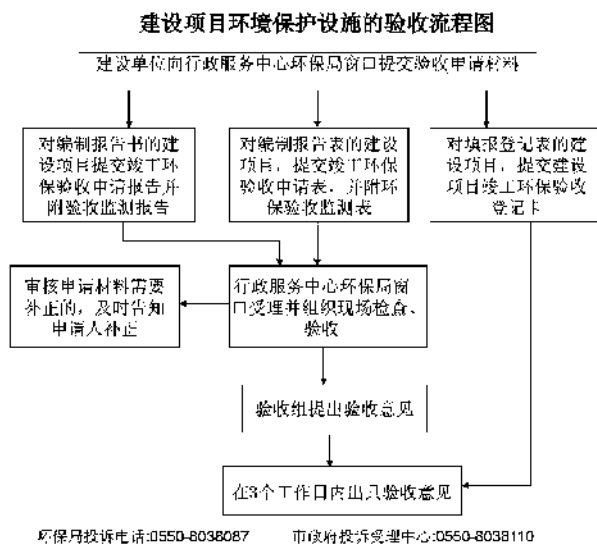 建设项目环境保护设施的验收流程图
建设单位向行政服务中心环保局窗口提交验收申请材料
对编制报告书的建
设项目提交竣工环
保验收申请报告并
附验收监测报告
对编制报告表的建设
项目，提交竣工环保
验收申请表，并附环
保验收监测表
对填报登记表的
建设项目，提交建设
项目竣工环保验收
登记卡
审核申请材料需要
补正的，及时告知
申请人补正
行政服务中心环保局窗
口受理并组织现场检查、
验收
验收组提出验收意见
在3个工作日内出具验收意见
环保局投诉电话:0550-8038087 市政府投诉受理中心:0550-8038110